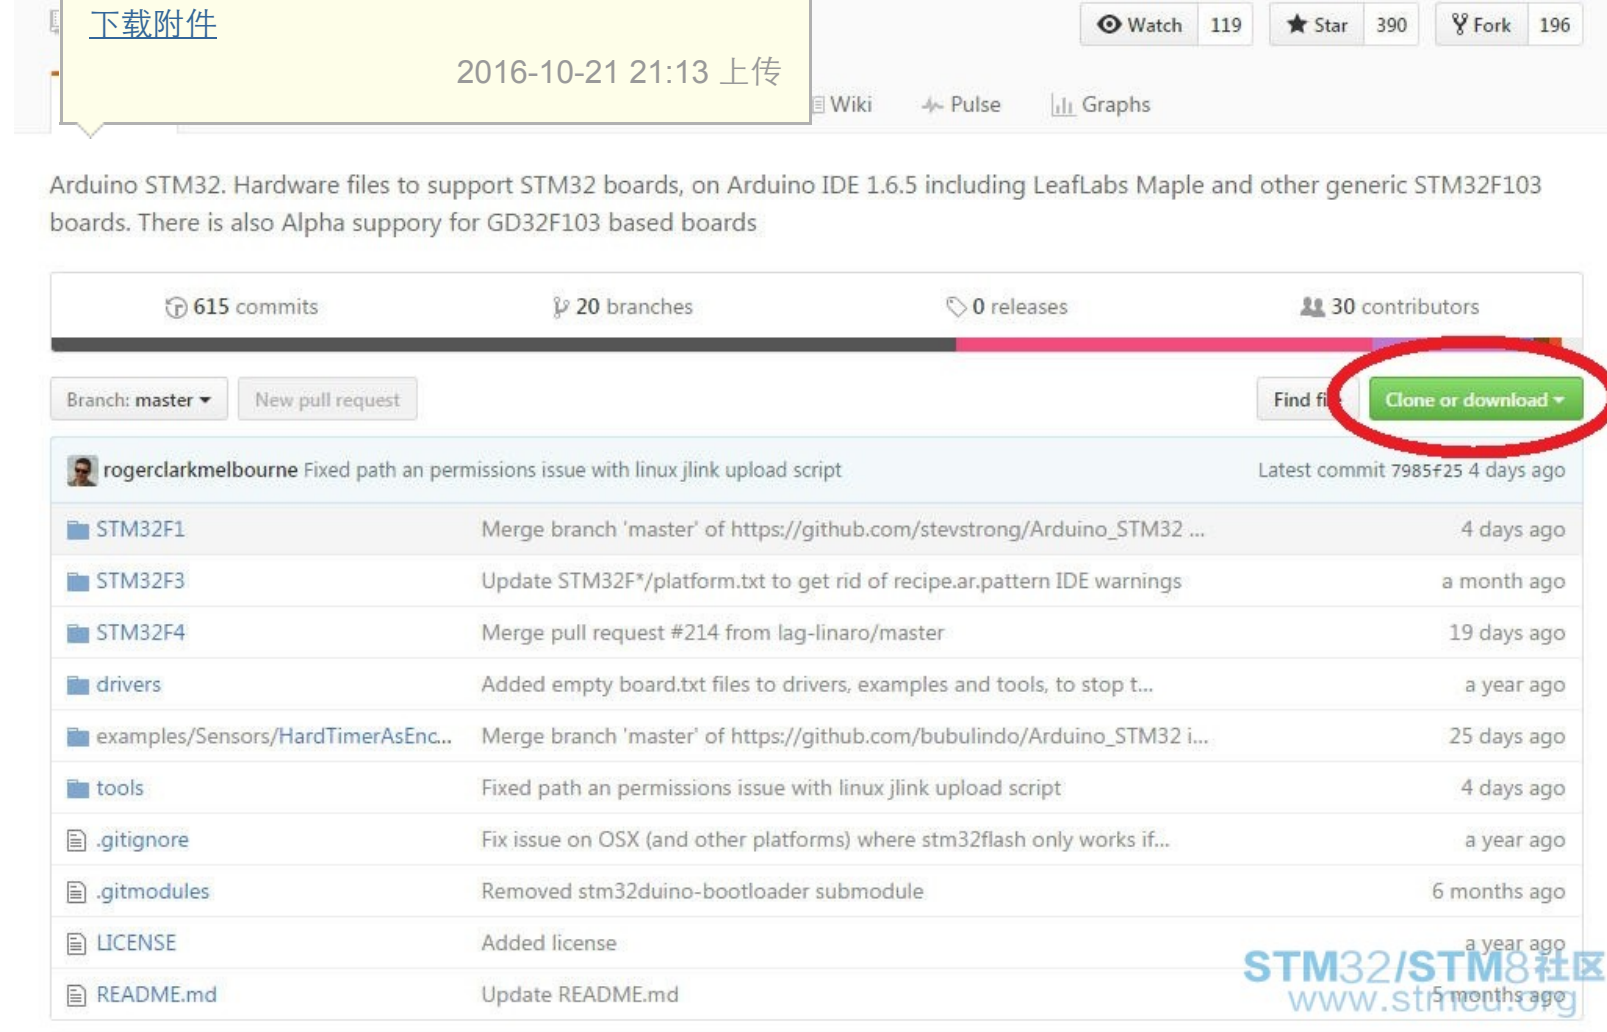 下载附件
2016-10-21 21:13 上传
Watch 119 Star 390 Fork 196
Wiki Pulse Graphs
Arduino STM32. Hardware files to support STM32 boards, on Arduino IDE 1.6.5 including LeafLabs Maple and other generic STM32F103
boards. There is also Alpha suppory for GD32F103 based boards
615 commits 20 branches 0 releases 30 contributors
Branch: master New pull request Find Clone or download
rogerclarkmelbourne Fixed path an permissions issue with linux jlink upload script Latest commit 7985f25 4 days ago
STM32F1 Merge branch 'master' of https://github.com/stevstrong/Arduino_STM32 ... 4 days ago
STM32F3 Update STM32F*/platform.txt to get rid of recipe.ar.pattern IDE warnings a month ago
STM32F4 Merge pull request #214 from lag-linaro/master 19 days ago
drivers Added empty board.txt files to drivers, examples and tools, to stop t... a year ago
examples/Sensors/HardTimerAsEnc... Merge branch 'master' of https://github.com/bubulindo/Arduino_STM32 i... 25 days ago
tools Fixed path an permissions issue with linux jlink upload script 4 days ago
.gitignore Fix issue on OSX (and other platforms) where stm32flash only works if... a year ago
.gitmodules Removed stm32duino-bootloader submodule 6 months ago
LICENSE Added license a year ago
README.md Update README.md 5 months ago
STM32/STM8社区
www.stmcu.org